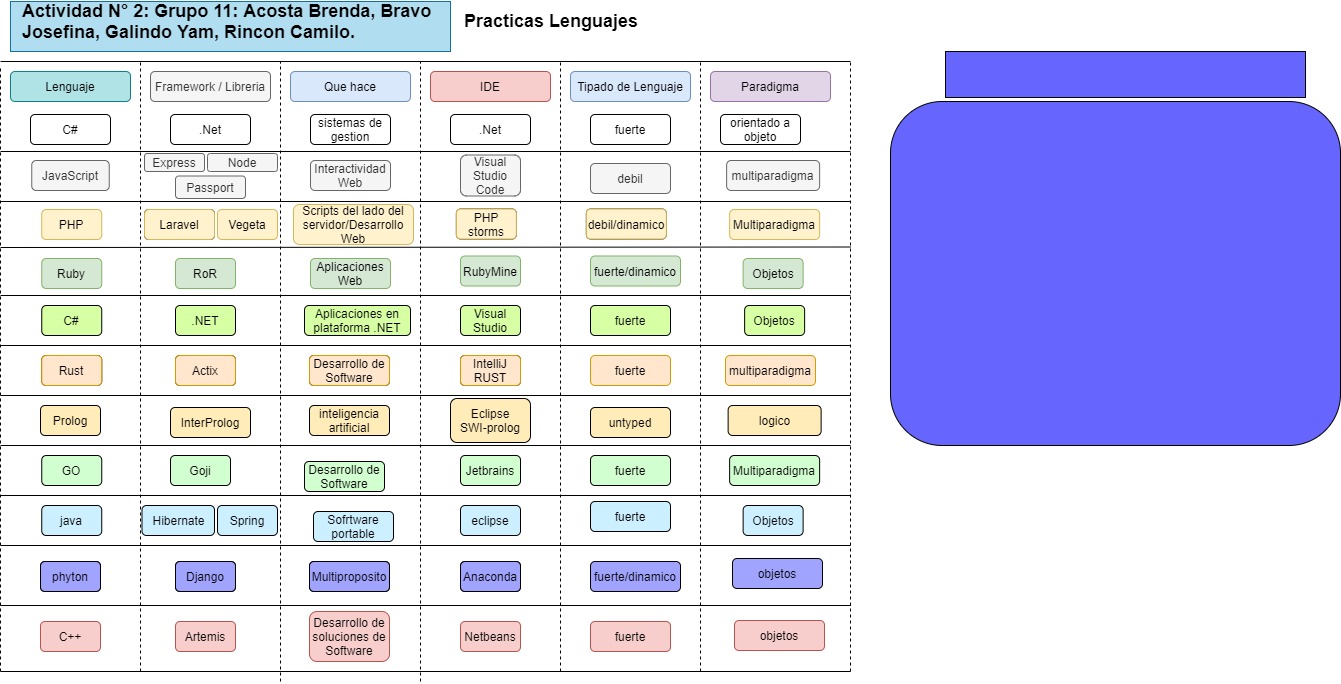 Actividad N° 2: Grupo 11: Acosta Brenda, Bravo
Josefina, Galindo Yam, Rincon Camilo.
Practicas Lenguajes
Lenguaje
Framework / Libreria
Que hace
IDE
Tipado de Lenguaje
Paradigma
C#
.Net
sistemas de
gestion
.Net
fuerte
orientado a
objeto
JavaScript
Express
Node
Passport
Interactividad
Web
Visual
Studio
Code
debil
multiparadigma
PHP
Laravel
Vegeta
Scripts del lado del
servidor/Desarrollo
Web
PHP
storms
debil/dinamico
Multiparadigma
Ruby
RoR
Aplicaciones
Web
RubyMine
fuerte/dinamico
Objetos
C#
.NET
Aplicaciones en
plataforma .NET
Visual
Studio
fuerte
Objetos
Rust
Actix
Desarrollo de
Software
IntelliJ
RUST
fuerte
multiparadigma
Prolog
InterProlog
inteligencia
artificial
Eclipse
SWI-prolog
untyped
logico
GO
Goji
Desarrollo de
Software
Jetbrains
fuerte
Multiparadigma
java
Hibernate
Spring
Sofrtware
portable
eclipse
fuerte
Objetos
phyton
Django
Multiproposito
Anaconda
fuerte/dinamico
objetos
C++
Artemis
Desarrollo de
soluciones de
Software
Netbeans
fuerte
objetos